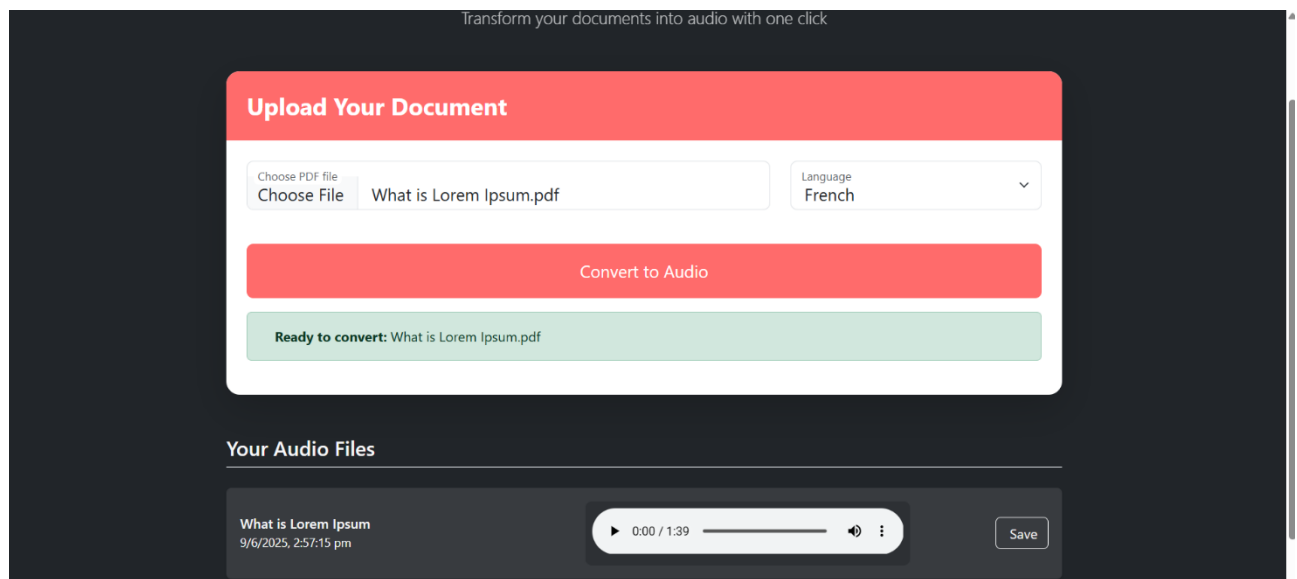 Transform your documents into audio with one click
Upload Your Document
Choose PDF file
Choose File What is Lorem Ipsum.pdf
Language
French
Convert to Audio
Ready to convert: What is Lorem Ipsum.pdf
Your Audio Files
What is Lorem Ipsum
9/6/2025, 2:57:15 pm
0:00 / 1:39
Save